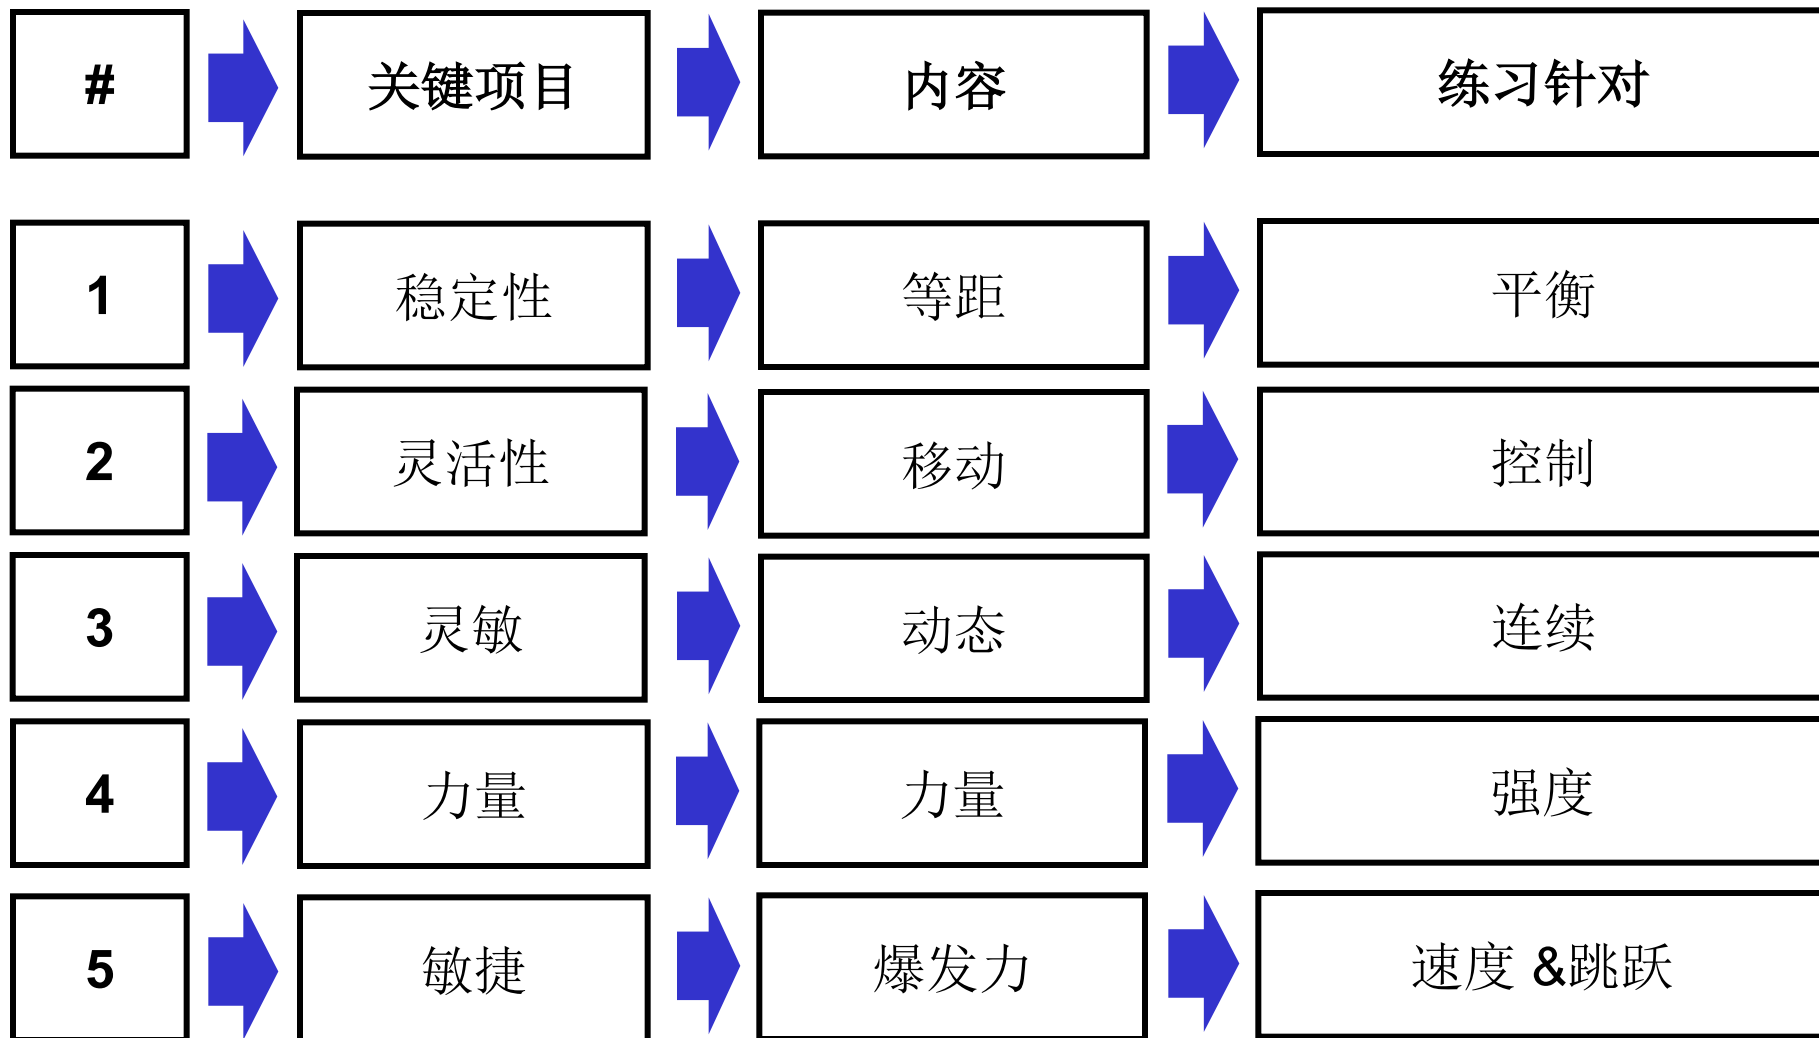 # 关键项目 内容 练习针对
1 稳定性 等距 平衡
2 灵活性 移动 控制
3 灵敏 动态 连续
4 力量 力量 强度
5 敏捷 爆发力 速度 &跳跃